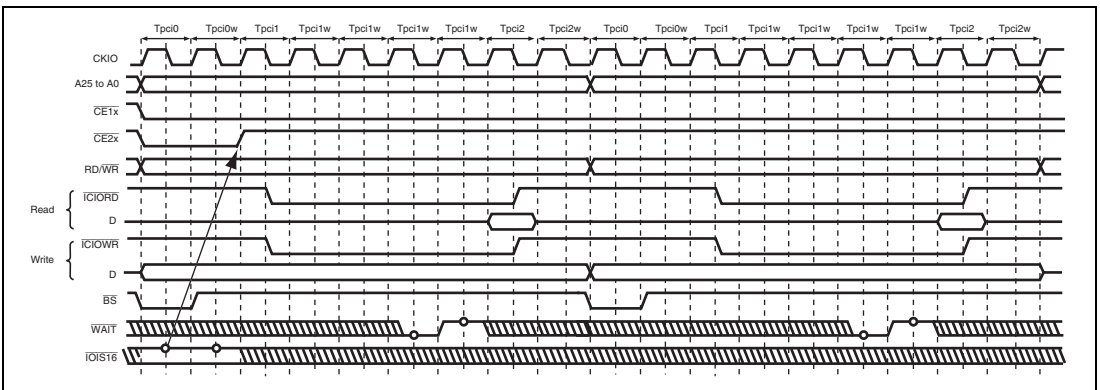 Tpci0 Tpci0w Tpci1 Tpci1w Tpci1w Tpci1w Tpci1w Tpci2 Tpci2w Tpci0 Tpci0w Tpci1 Tpci1w Tpci1w Tpci1w Tpci1w Tpci2 Tpci2w
CKIO
A25 to A0
CE1x
CE2x
RD/WR
Read
ICIORD
D
Write
ICIOWR
D
BS
WAIT
IOIS16